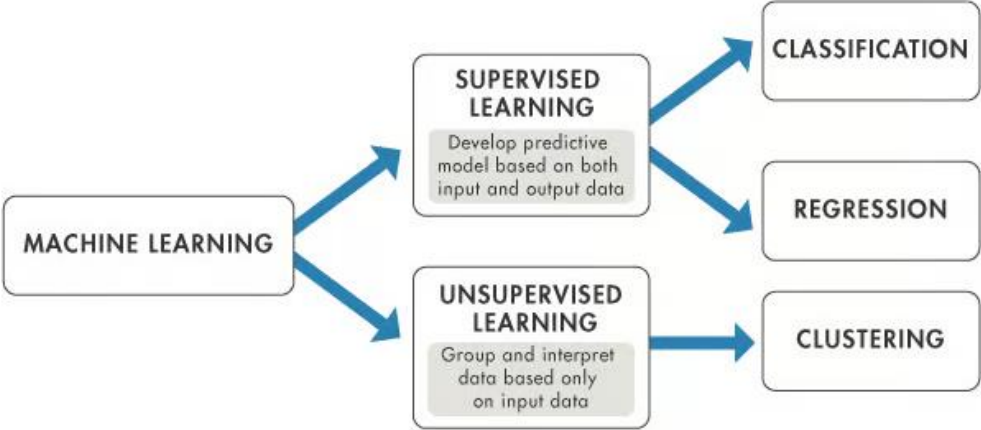 MACHINE LEARNING
SUPERVISED
LEARNING
Develop predictive
model based on both
input and output data
UNSUPERVISED
LEARNING
Group and interpret
data based only
on input data
CLASSIFICATION
REGRESSION
CLUSTERING